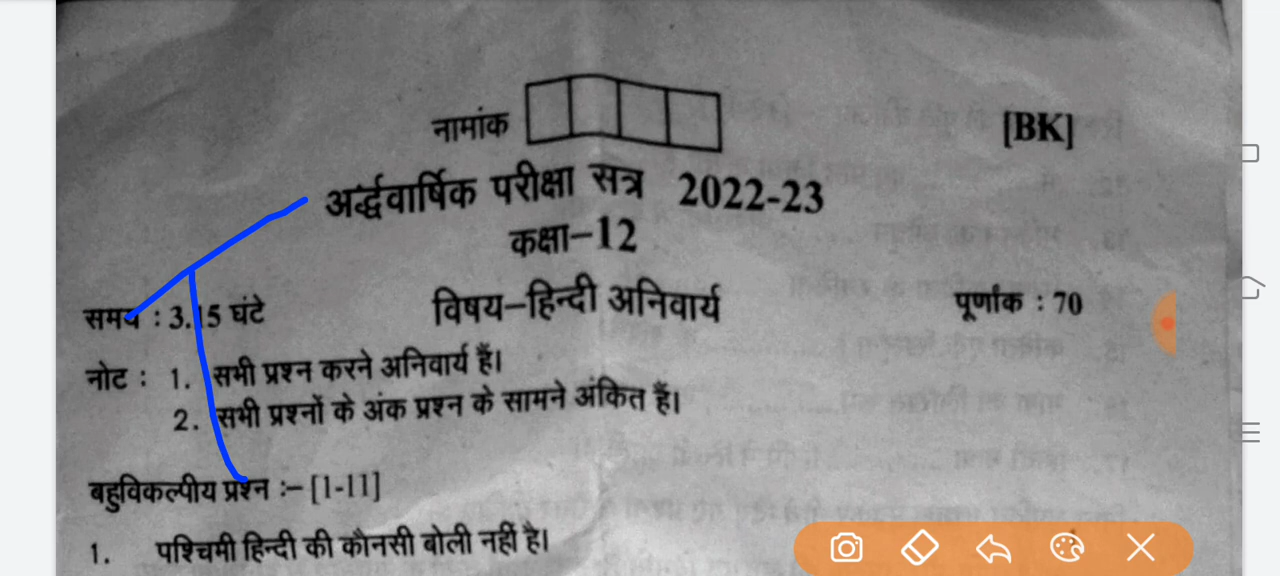 नामांक
[BK]
अर्द्धवार्षिक परीक्षा सत्र 2022-23
कक्षा-12
समय : 3.15 घंटे विषय-हिन्दी अनिवार्य पूर्णांक : 70
नोट : 1. सभी प्रश्न करने अनिवार्य हैं।
2. सभी प्रश्नों के अंक प्रश्न के सामने अंकित हैं।
बहुविकल्पीय प्रश्न :- [1-11]
1. पश्चिमी हिन्दी की कौनसी बोली नहीं है।